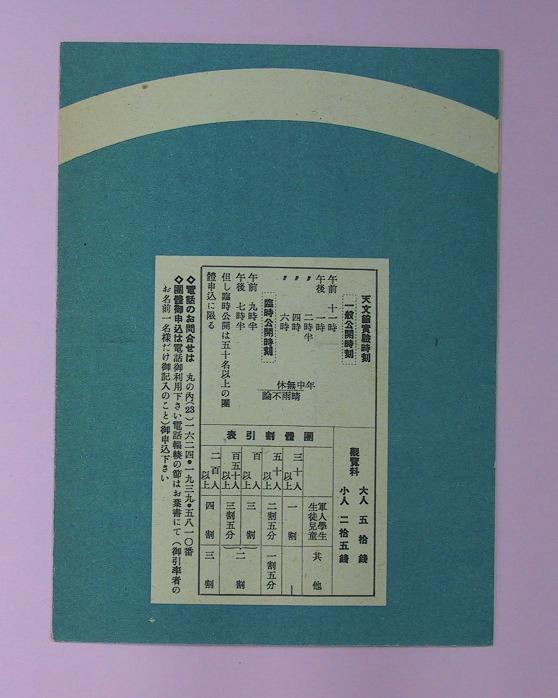 天文館實驗時刻
一般公開時刻
午前 十一時
午後 一時
〃 二時半
〃 四時
〃 六時
臨時公開時刻
午前 九時半
午後 七時半
但し臨時公開は五十名以上の團
體申込に限る
年中無休
晴雨不論
觀覽料
大人 五拾錢
小人 二拾五錢
團體割引表
軍人學生生徒兒童 其他
三十人以上 一割
五十人以上 二割五分 一割五分
百人以上 三割 二割
百五十人以上 三割五分
二百人以上 四割 三割
◆電話のお問合せは 丸の内(23)一六二四・一九三九・五八一〇番
◆團體御申込は電話御利用下さい電話輻輳の節はお葉書にて(御引率者の
お名前一名樣だけ御記入のこと)御申込下さい